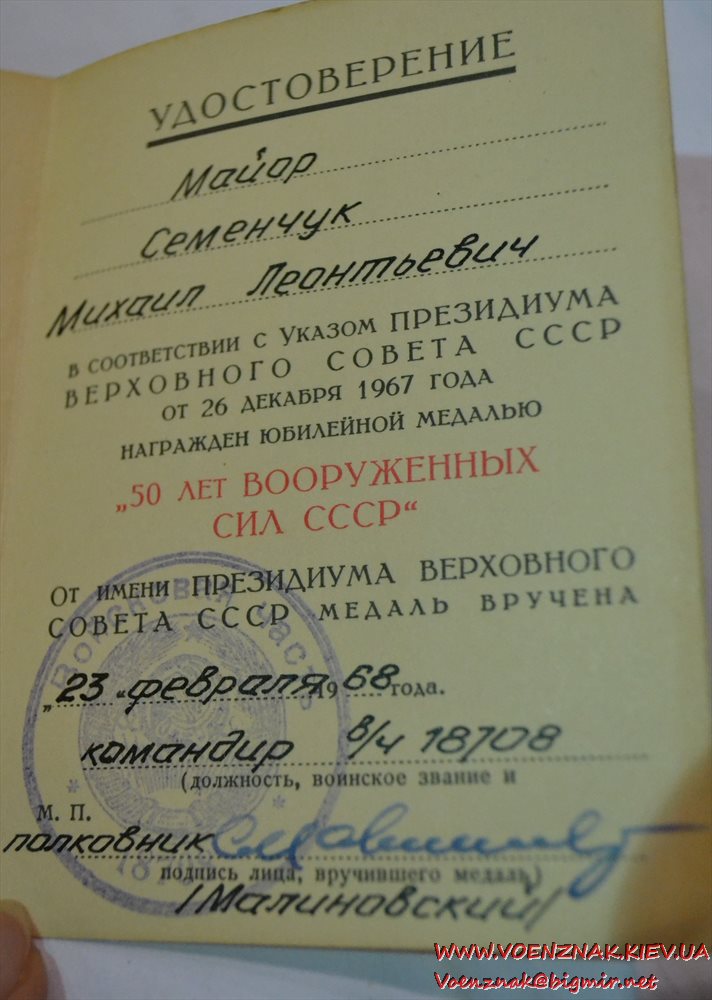 УДОСТОВЕРЕНИЕ
Майор
Семенчук
Михаил Леонтьевич
в соответствии с Указом ПРЕЗИДИУМА
ВЕРХОВНОГО СОВЕТА СССР
от 26 декабря 1967 года
награжден юбилейной медалью
„50 лет ВООРУЖЕННЫХ
СИЛ СССР“
От имени ПРЕЗИДИУМА ВЕРХОВНОГО
СОВЕТА СССР медаль вручена
„23“ февраля 1968 года.
командир в/ч 18708
(должность, воинское звание и
М. П.
полковник
подпись лица, вручившего медаль)
/Малиновский/
Войсковая часть
WWW.VOENZNAK.KIEV.UA
Voenznak@bigmir.net